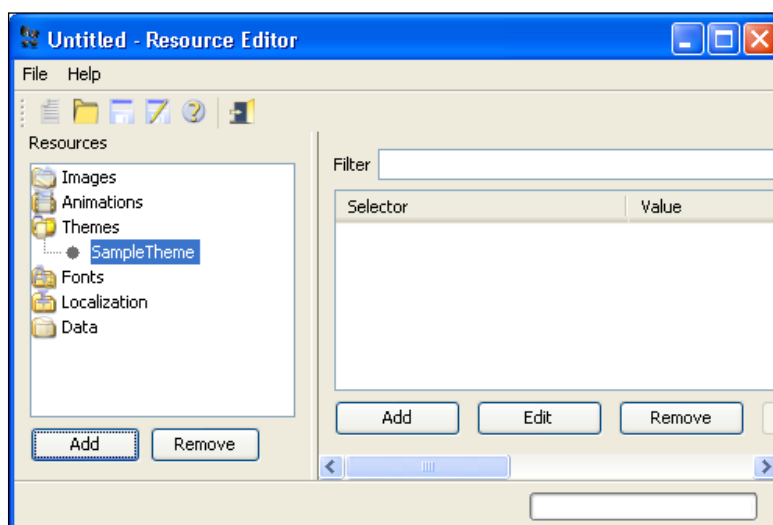 Untitled - Resource Editor
File Help
Resources
Images
Animations
Themes
SampleTheme
Fonts
Localization
Data
Add Remove
Filter
Selector Value
Add Edit Remove